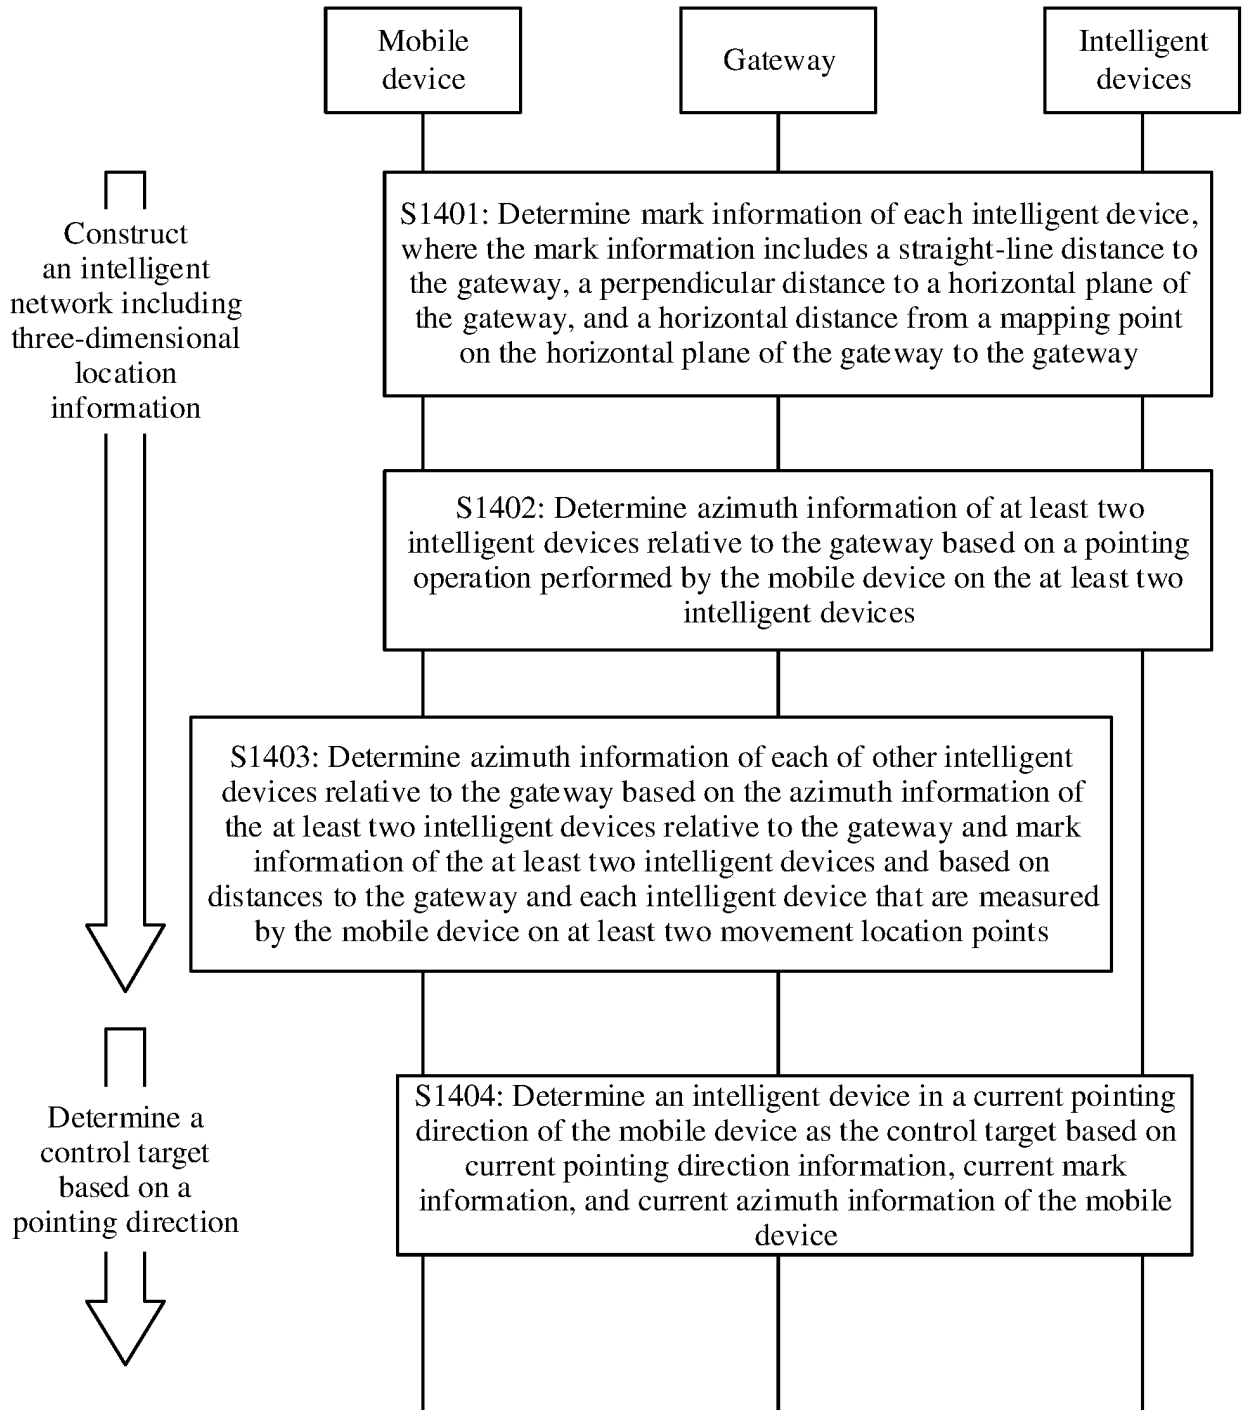 Mobile
device
Gateway
Intelligent
devices
Construct
an intelligent
network including
three-dimensional
location
information
S1401: Determine mark information of each intelligent device,
where the mark information includes a straight-line distance to
the gateway, a perpendicular distance to a horizontal plane of
the gateway, and a horizontal distance from a mapping point
on the horizontal plane of the gateway to the gateway
S1402: Determine azimuth information of at least two
intelligent devices relative to the gateway based on a pointing
operation performed by the mobile device on the at least two
intelligent devices
S1403: Determine azimuth information of each of other intelligent
devices relative to the gateway based on the azimuth information of
the at least two intelligent devices relative to the gateway and mark
information of the at least two intelligent devices and based on
distances to the gateway and each intelligent device that are measured
by the mobile device on at least two movement location points
Determine a
control target
based on a
pointing direction
S1404: Determine an intelligent device in a current pointing
direction of the mobile device as the control target based on
current pointing direction information, current mark
information, and current azimuth information of the mobile
device